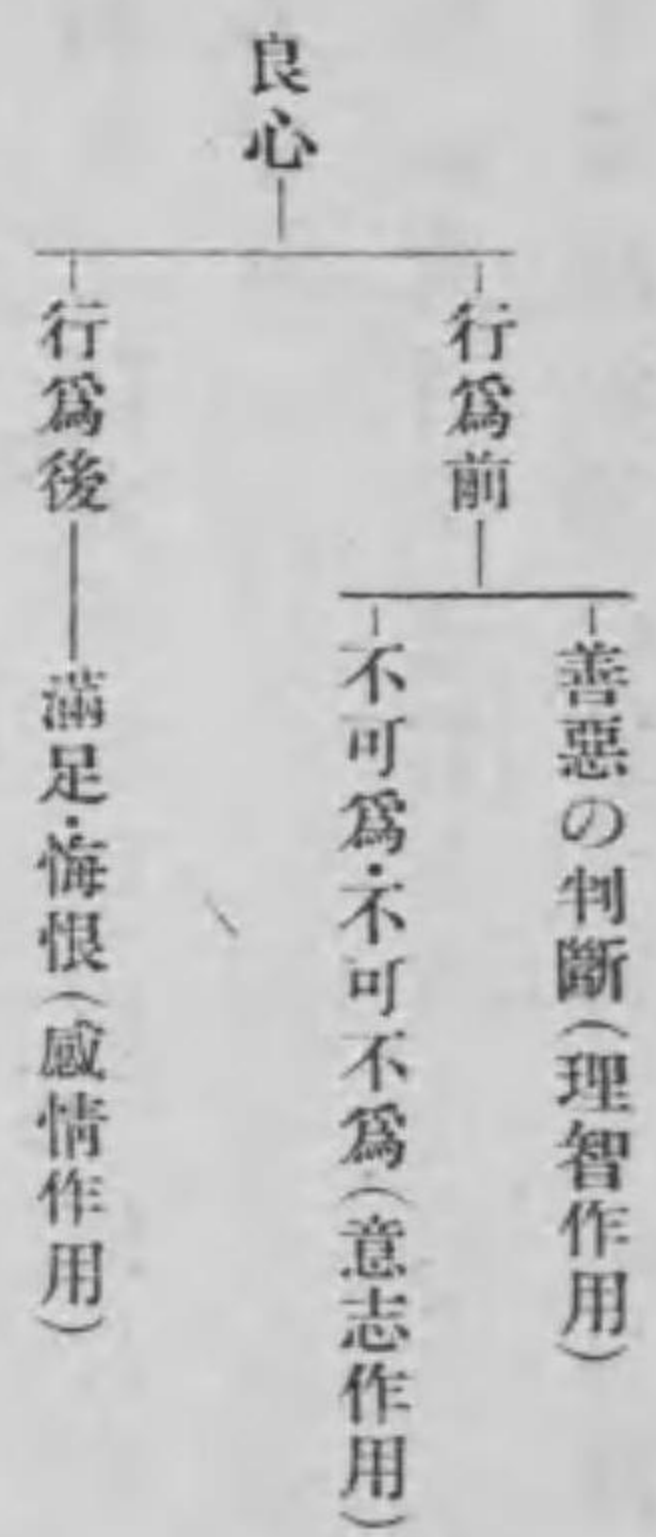 良心
行爲前
善惡の判斷(理智作用)
不可爲・不可不爲(意志作用)
行爲後
滿足・悔恨(感情作用)